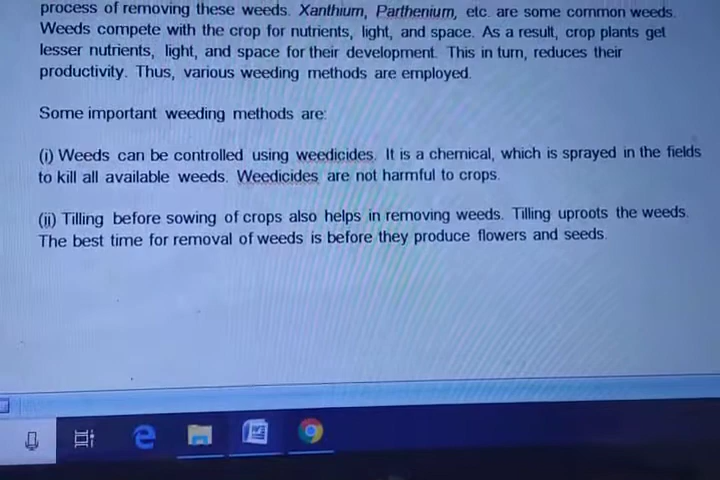 process of removing these weeds. Xanthium, Parthenium, etc. are some common weeds.
Weeds compete with the crop for nutrients, light, and space. As a result, crop plants get
lesser nutrients, light, and space for their development. This in turn, reduces their
productivity. Thus, various weeding methods are employed.
Some important weeding methods are:
(i) Weeds can be controlled using weedicides. It is a chemical, which is sprayed in the fields
to kill all available weeds. Weedicides are not harmful to crops.
(ii) Tilling before sowing of crops also helps in removing weeds. Tilling uproots the weeds.
The best time for removal of weeds is before they produce flowers and seeds.